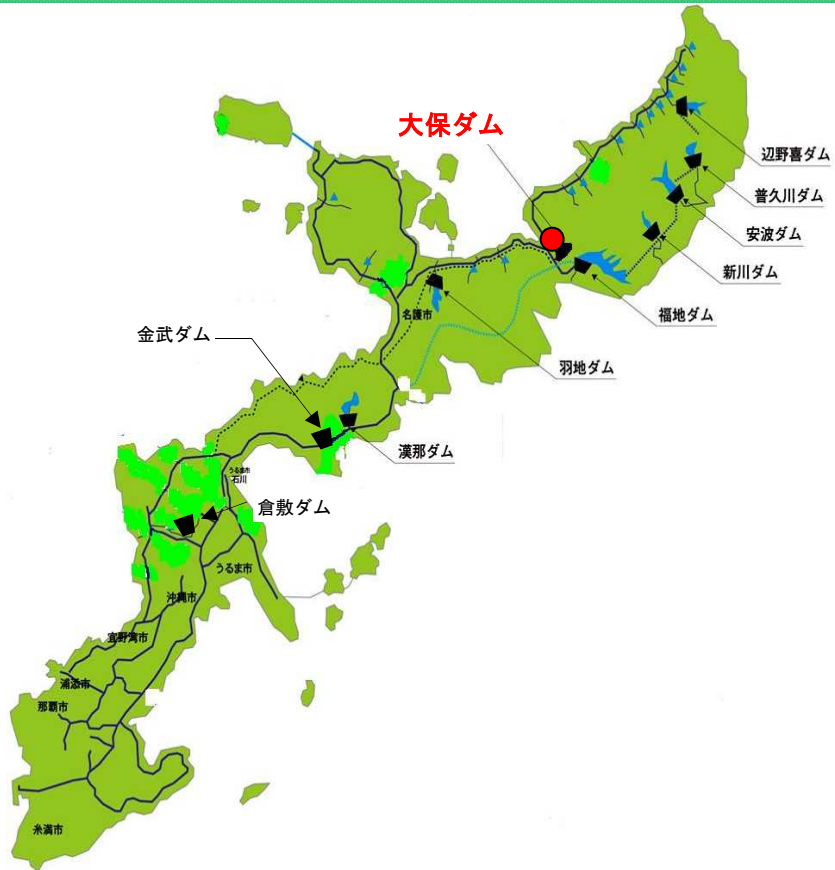 大保ダム
辺野喜ダム
普久川ダム
安波ダム
新川ダム
福地ダム
名護市
羽地ダム
金武ダム
漢那ダム
うるま市
石川
倉敷ダム
うるま市
沖縄市
宜野湾市
浦添市
那覇市
糸満市